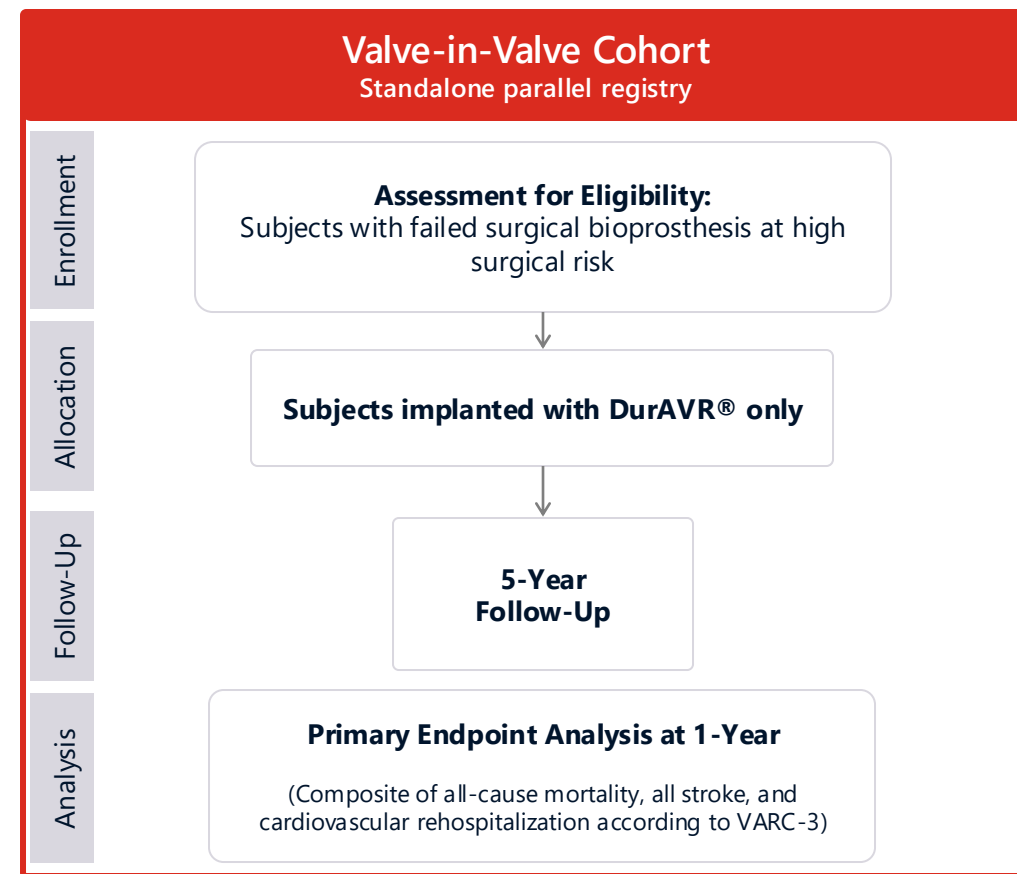 Valve-in-Valve Cohort
Standalone parallel registry
Enrollment
Assessment for Eligibility:
Subjects with failed surgical bioprosthesis at high
surgical risk
Allocation
Subjects implanted with DurAVR® only
Follow-Up
5-Year
Follow-Up
Analysis
Primary Endpoint Analysis at 1-Year
(Composite of all-cause mortality, all stroke, and
cardiovascular rehospitalization according to VARC-3)